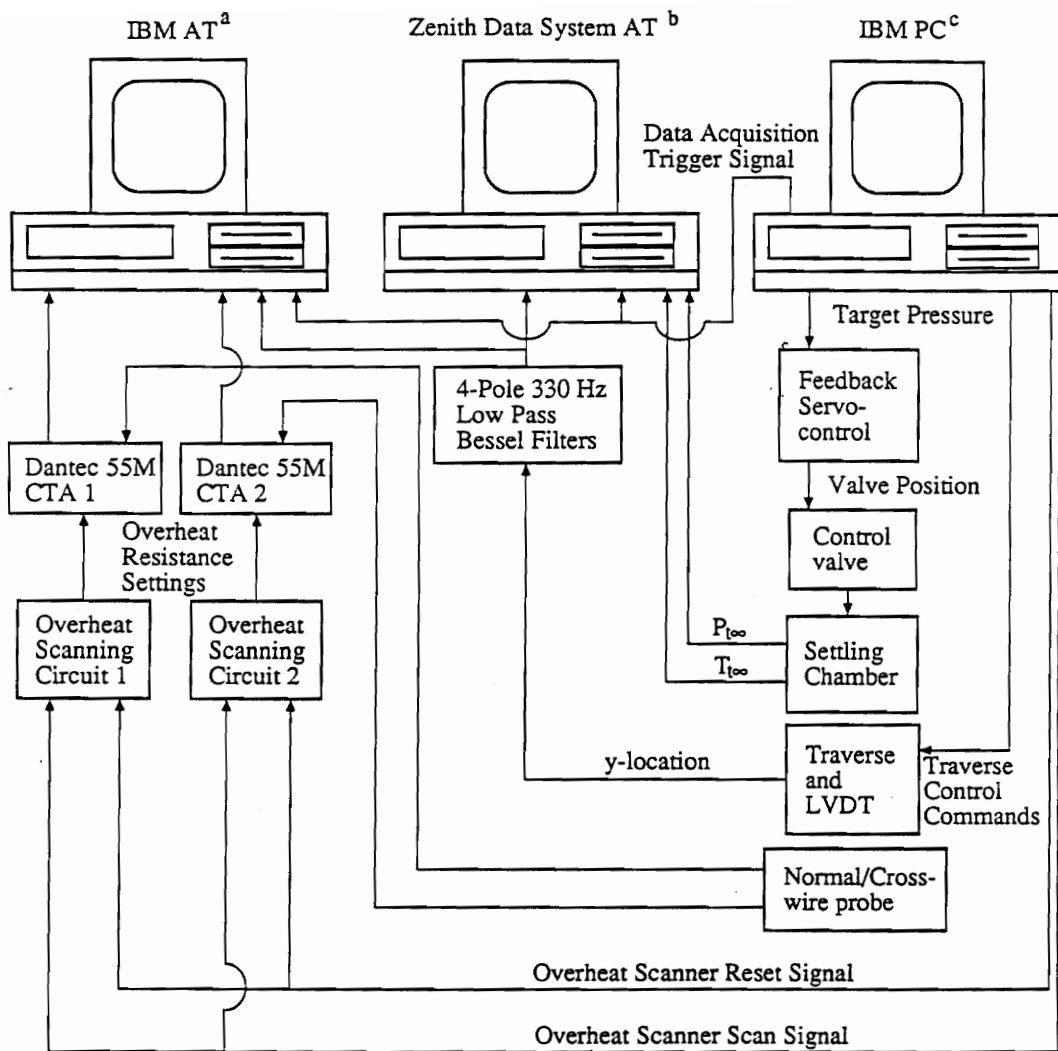 IBM AT a
Zenith Data System AT b
IBM PC c
Data Acquisition
Trigger Signal
Target Pressure
4-Pole 330 Hz
Low Pass
Bessel Filters
Feedback
Servo-
control
Dantec 55M
CTA 1
Dantec 55M
CTA 2
Valve Position
Overheat
Resistance
Settings
Control
valve
Overheat
Scanning
Circuit 1
Overheat
Scanning
Circuit 2
Pt∞
Tt∞
Settling
Chamber
y-location
Traverse
and
LVDT
Traverse
Control
Commands
Normal/Cross-
wire probe
Overheat Scanner Reset Signal
Overheat Scanner Scan Signal